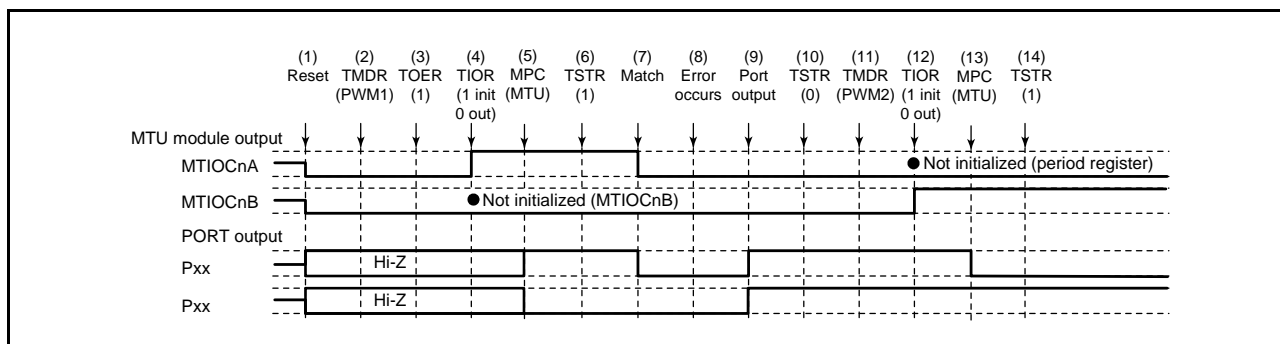 (1) (2) (3) (4) (5) (6) (7) (8) (9) (10) (11) (12) (13) (14)
Reset TMDR TOER TIOR MPC TSTR Match Error Port TSTR TMDR TIOR MPC TSTR
(PWM1) (1) (1 init (MTU) (1) occurs output (0) (PWM2) (1 init (MTU) (1)
0 out) 0 out)
MTU module output
MTIOCnA ● Not initialized (period register)
MTIOCnB ● Not initialized (MTIOCnB)
PORT output
Pxx Hi-Z
Pxx Hi-Z